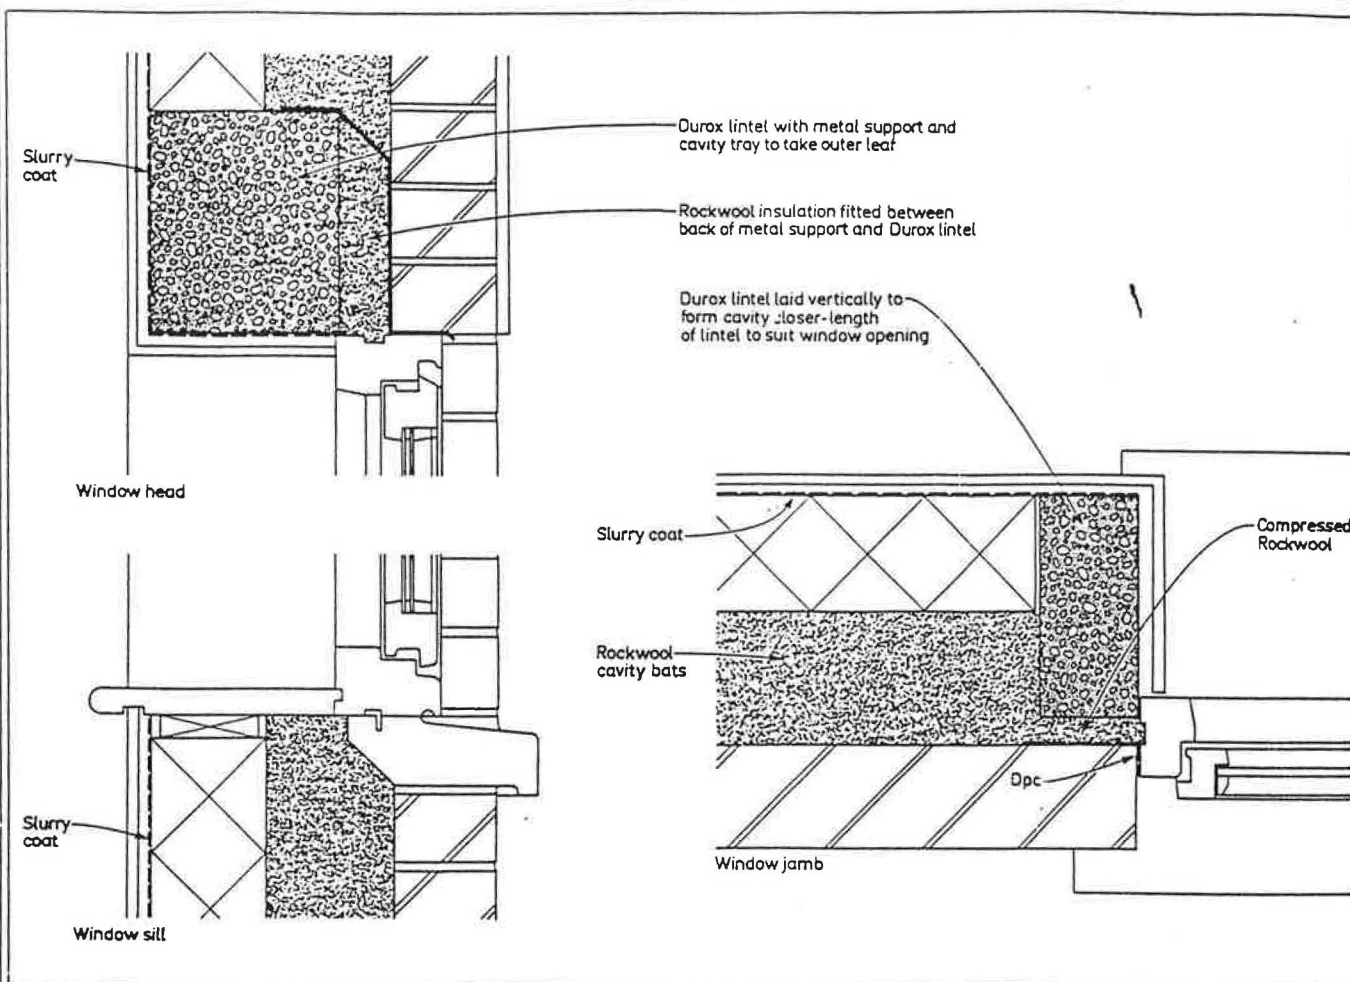 Slurry
coat
Durox lintel with metal support and
cavity tray to take outer leaf
Rockwool insulation fitted between
back of metal support and Durox lintel
Durox lintel laid vertically to
form cavity closer-length
of lintel to suit window opening
Window head
Slurry coat
Compressed
Rockwool
Rockwool
cavity bats
Dpc
Slurry
coat
Window jamb
Window sill